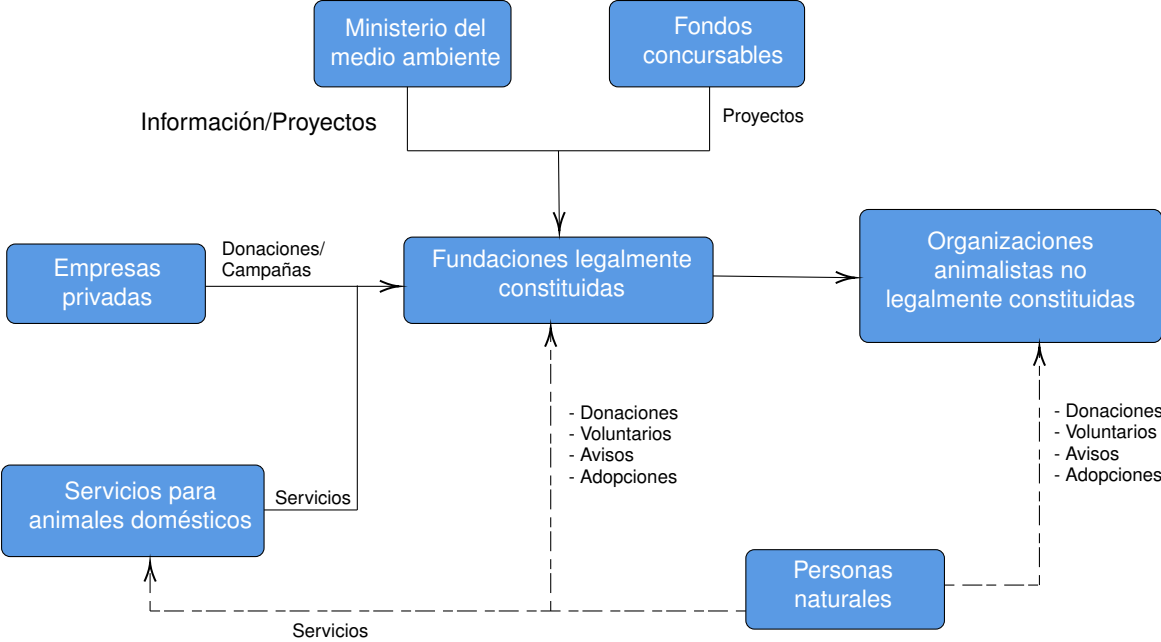 Ministerio del
medio ambiente
Fondos
concursables
Información/Proyectos
Proyectos
Empresas
privadas
Donaciones/
Campañas
Fundaciones legalmente
constituidas
Organizaciones
animalistas no
legalmente constituidas
- Donaciones
- Voluntarios
- Avisos
- Adopciones
- Donaciones
- Voluntarios
- Avisos
- Adopciones
Servicios para
animales domésticos
Servicios
Personas
naturales
Servicios